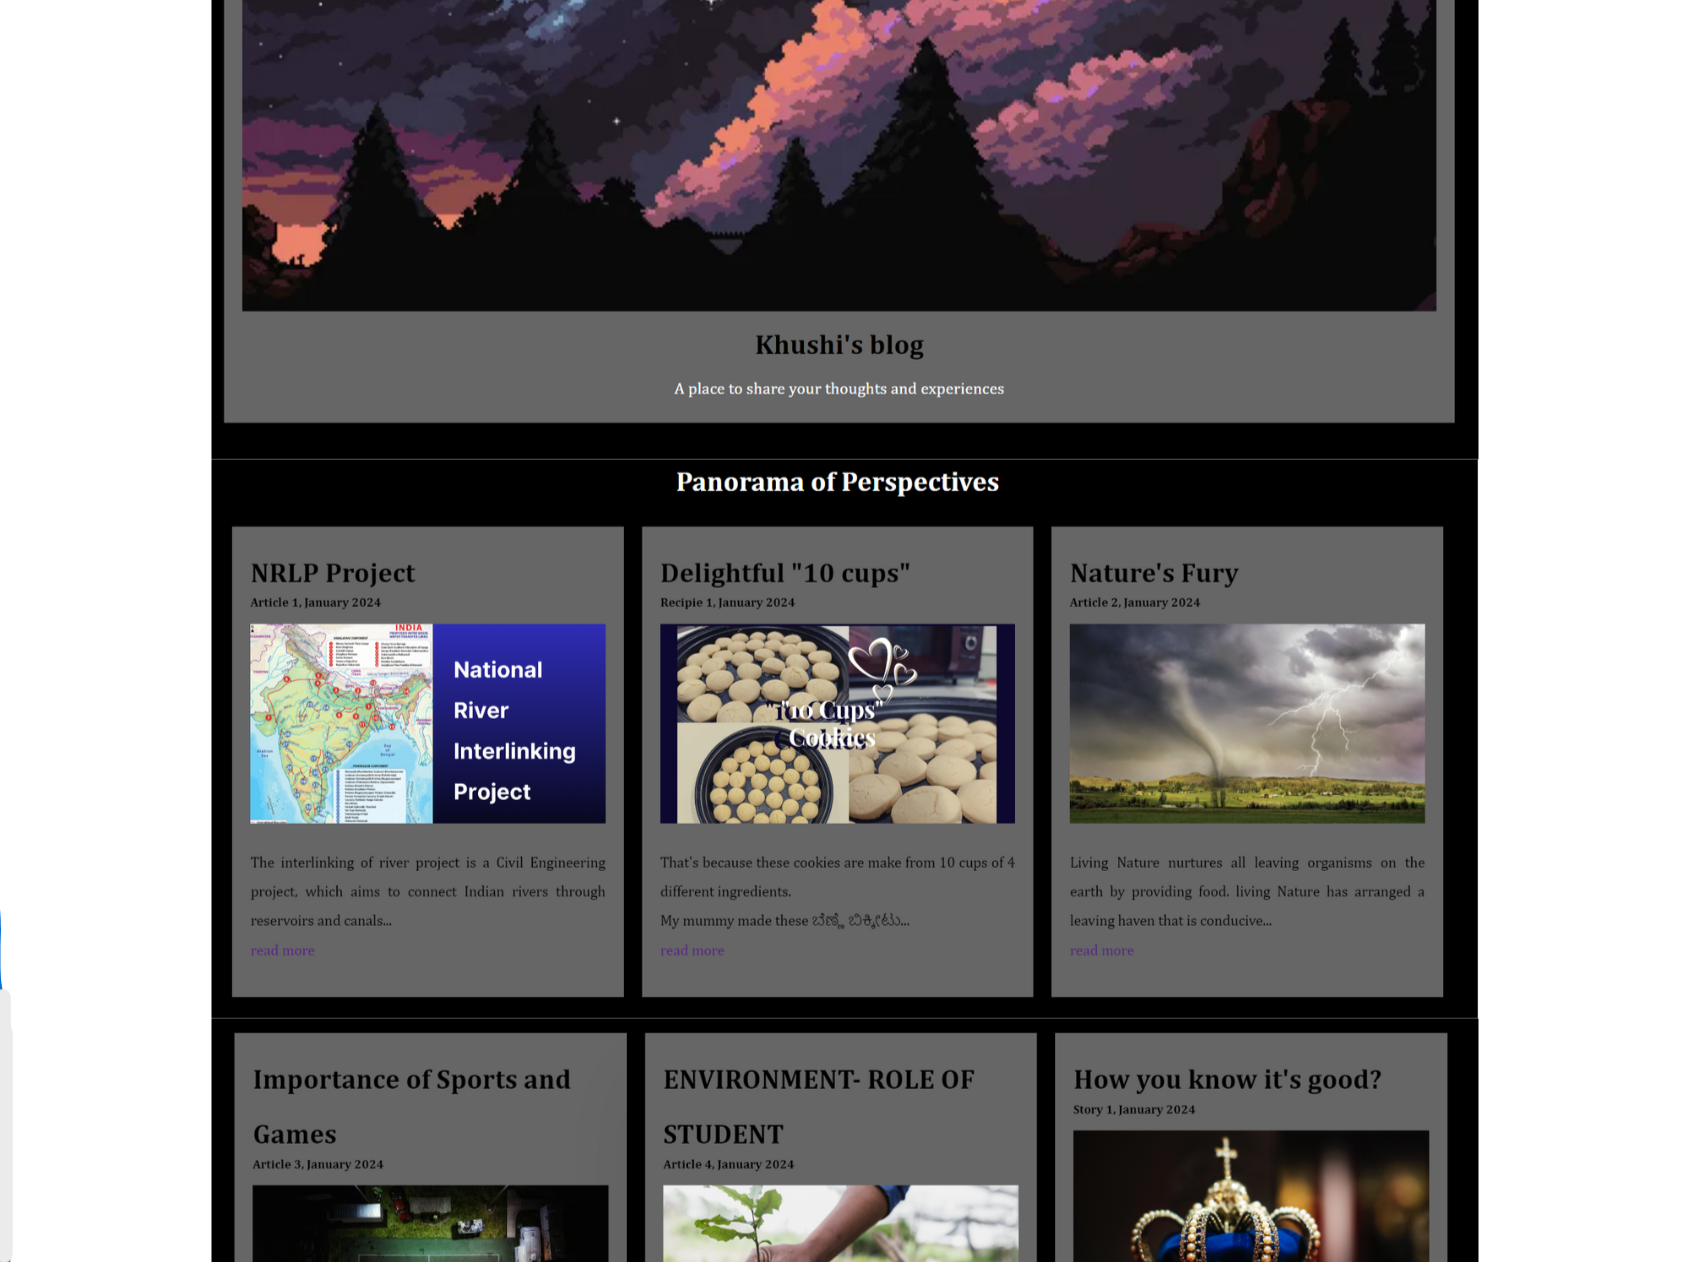 Khushi's blog
A place to share your thoughts and experiences
Panorama of Perspectives
NRLP Project
Article 1, January 2024
INDIA
National
River
Interlinking
Project
The interlinking of river project is a Civil Engineering
project, which aims to connect Indian rivers through
reservoirs and canals...
read more
Delightful "10 cups"
Recipie 1, January 2024
"10 Cups"
Cookies
That's because these cookies are make from 10 cups of 4
different ingredients.
My mummy made these ಬೆಣ್ಣೆ ಬಿಕ್ಕೀಟು...
read more
Nature's Fury
Article 2, January 2024
Living Nature nurtures all leaving organisms on the
earth by providing food. living Nature has arranged a
leaving haven that is conducive...
read more
Importance of Sports and
Games
Article 3, January 2024
ENVIRONMENT- ROLE OF
STUDENT
Article 4, January 2024
How you know it's good?
Story 1, January 2024